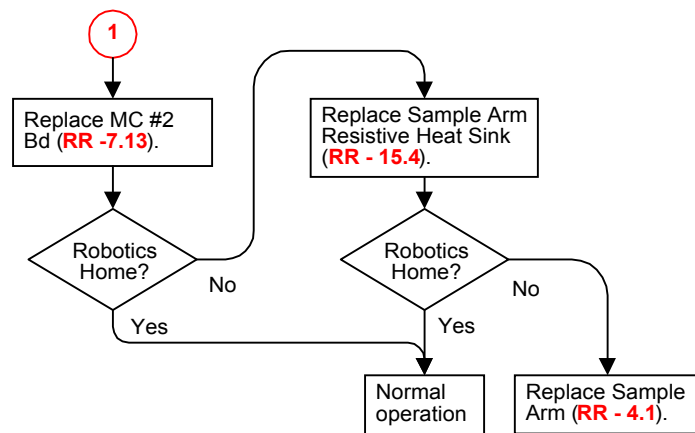 1
Replace MC #2
Bd (RR -7.13).
Robotics
Home?
No
Yes
Replace Sample Arm
Resistive Heat Sink
(RR - 15.4).
Robotics
Home?
No
Yes
Normal
operation
Replace Sample
Arm (RR - 4.1).